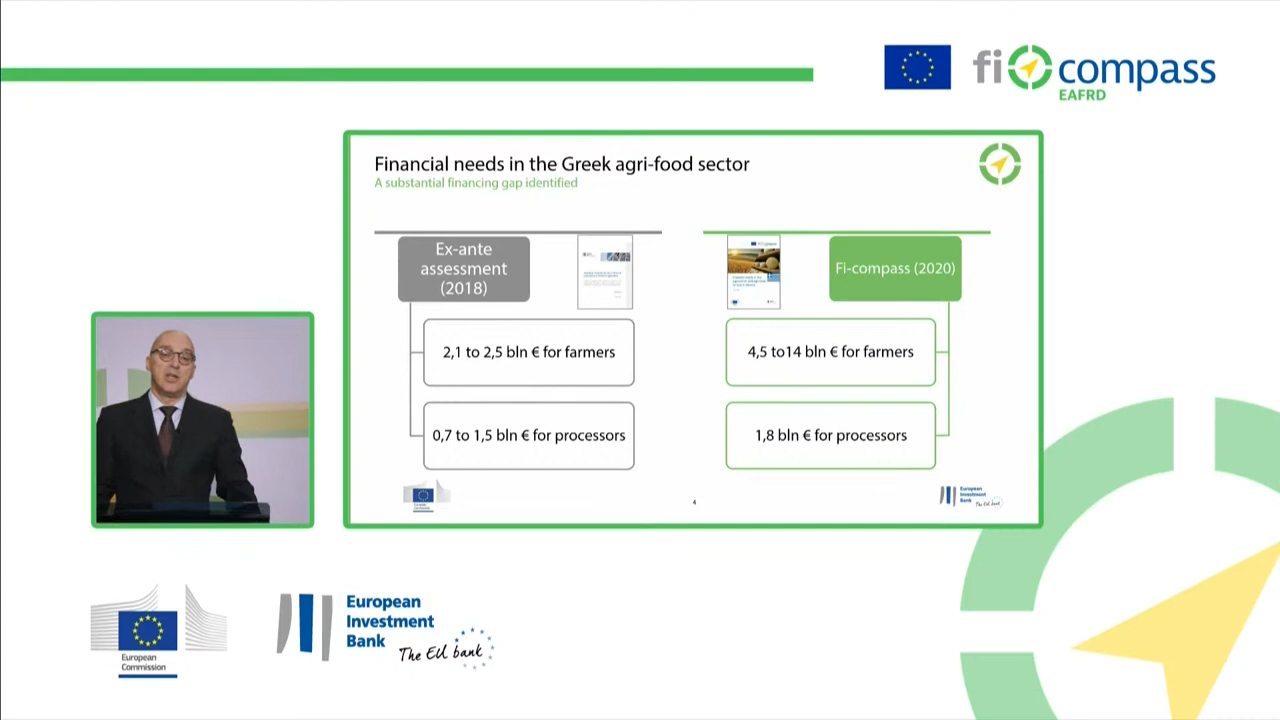 fi compass
EAFRD
Financial needs in the Greek agri-food sector
A substantial financing gap identified
Ex-ante
assessment
(2018)
2,1 to 2,5 bln € for farmers
0,7 to 1,5 bln € for processors
Fi-compass (2020)
4,5 to14 bln € for farmers
1,8 bln € for processors
4
European
Investment
Bank
The EU bank
European
Commission
European
Investment
Bank
The EU bank